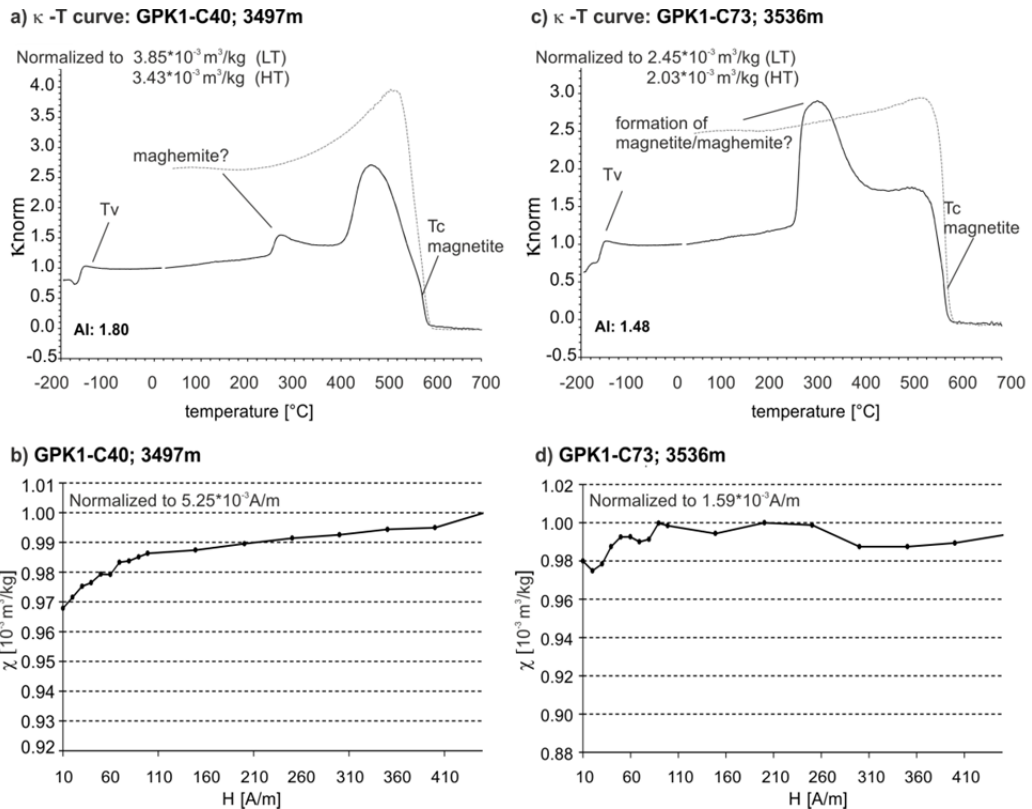 a) κ -T curve: GPK1-C40; 3497m
Normalized to 3.85*10⁻³ m³/kg (LT)
3.43*10⁻³ m³/kg (HT)
κnorm
4.0
3.5
3.0
2.5
2.0
1.5
1.0
0.5
0.0
-0.5
maghemite?
Tv
Tc
magnetite
AI: 1.80
-200 -100 0 100 200 300 400 500 600 700
temperature [°C]
c) κ -T curve: GPK1-C73; 3536m
Normalized to 2.45*10⁻³ m³/kg (LT)
2.03*10⁻³ m³/kg (HT)
κnorm
3.0
2.5
2.0
1.5
1.0
0.5
0.0
-0.5
formation of
magnetite/maghemite?
Tv
Tc
magnetite
AI: 1.48
-200 -100 0 100 200 300 400 500 600 700
temperature [°C]
b) GPK1-C40; 3497m
Normalized to 5.25*10⁻³A/m
χ [10⁻³ m³/kg]
1.01
1.00
0.99
0.98
0.97
0.96
0.95
0.94
0.93
0.92
10 60 110 160 210 260 310 360 410
H [A/m]
d) GPK1-C73; 3536m
Normalized to 1.59*10⁻³A/m
χ [10⁻³ m³/kg]
1.02
1.00
0.98
0.96
0.94
0.92
0.90
0.88
10 60 110 160 210 260 310 360 410
H [A/m]